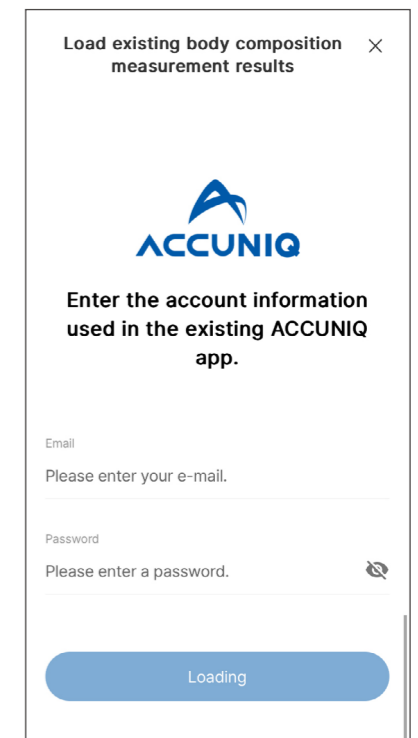 Load existing body composition
measurement results
ACCUNIQ
Enter the account information
used in the existing ACCUNIQ
app.
Email
Please enter your e-mail.
Password
Please enter a password.
Loading